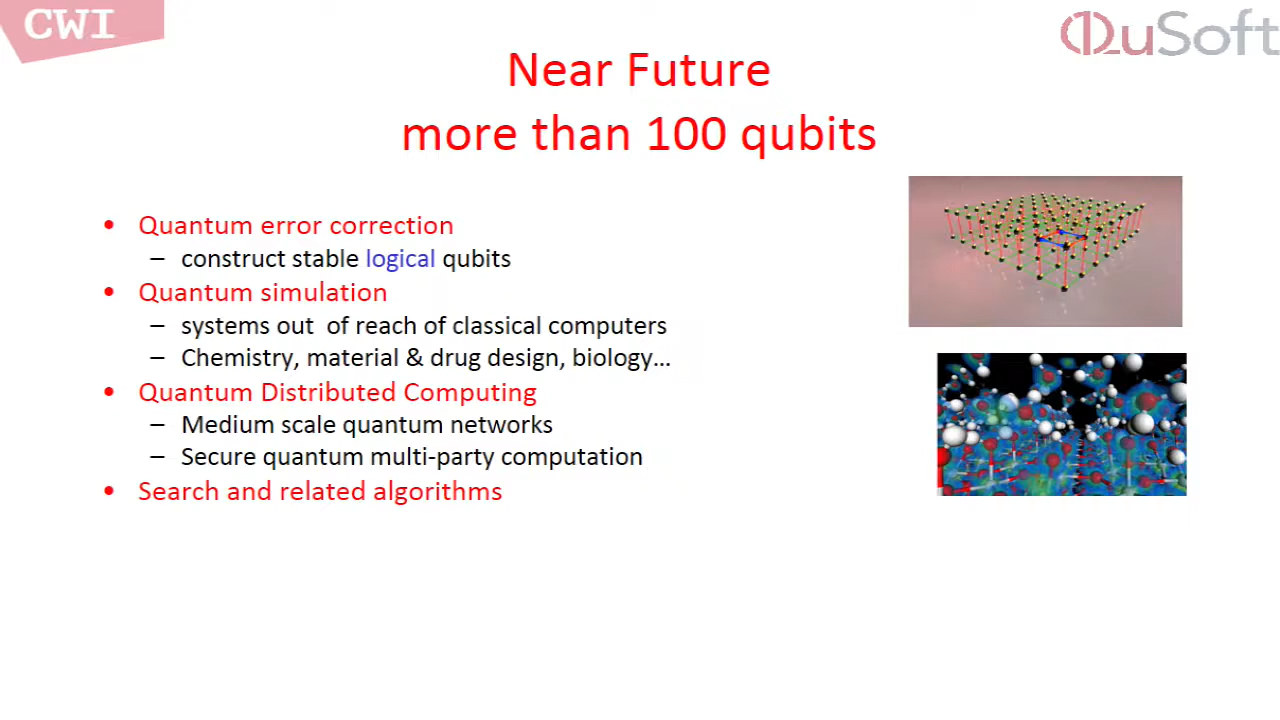 CWI
QuSoft
Near Future
more than 100 qubits
• Quantum error correction
– construct stable logical qubits
• Quantum simulation
– systems out of reach of classical computers
– Chemistry, material & drug design, biology...
• Quantum Distributed Computing
– Medium scale quantum networks
– Secure quantum multi-party computation
• Search and related algorithms